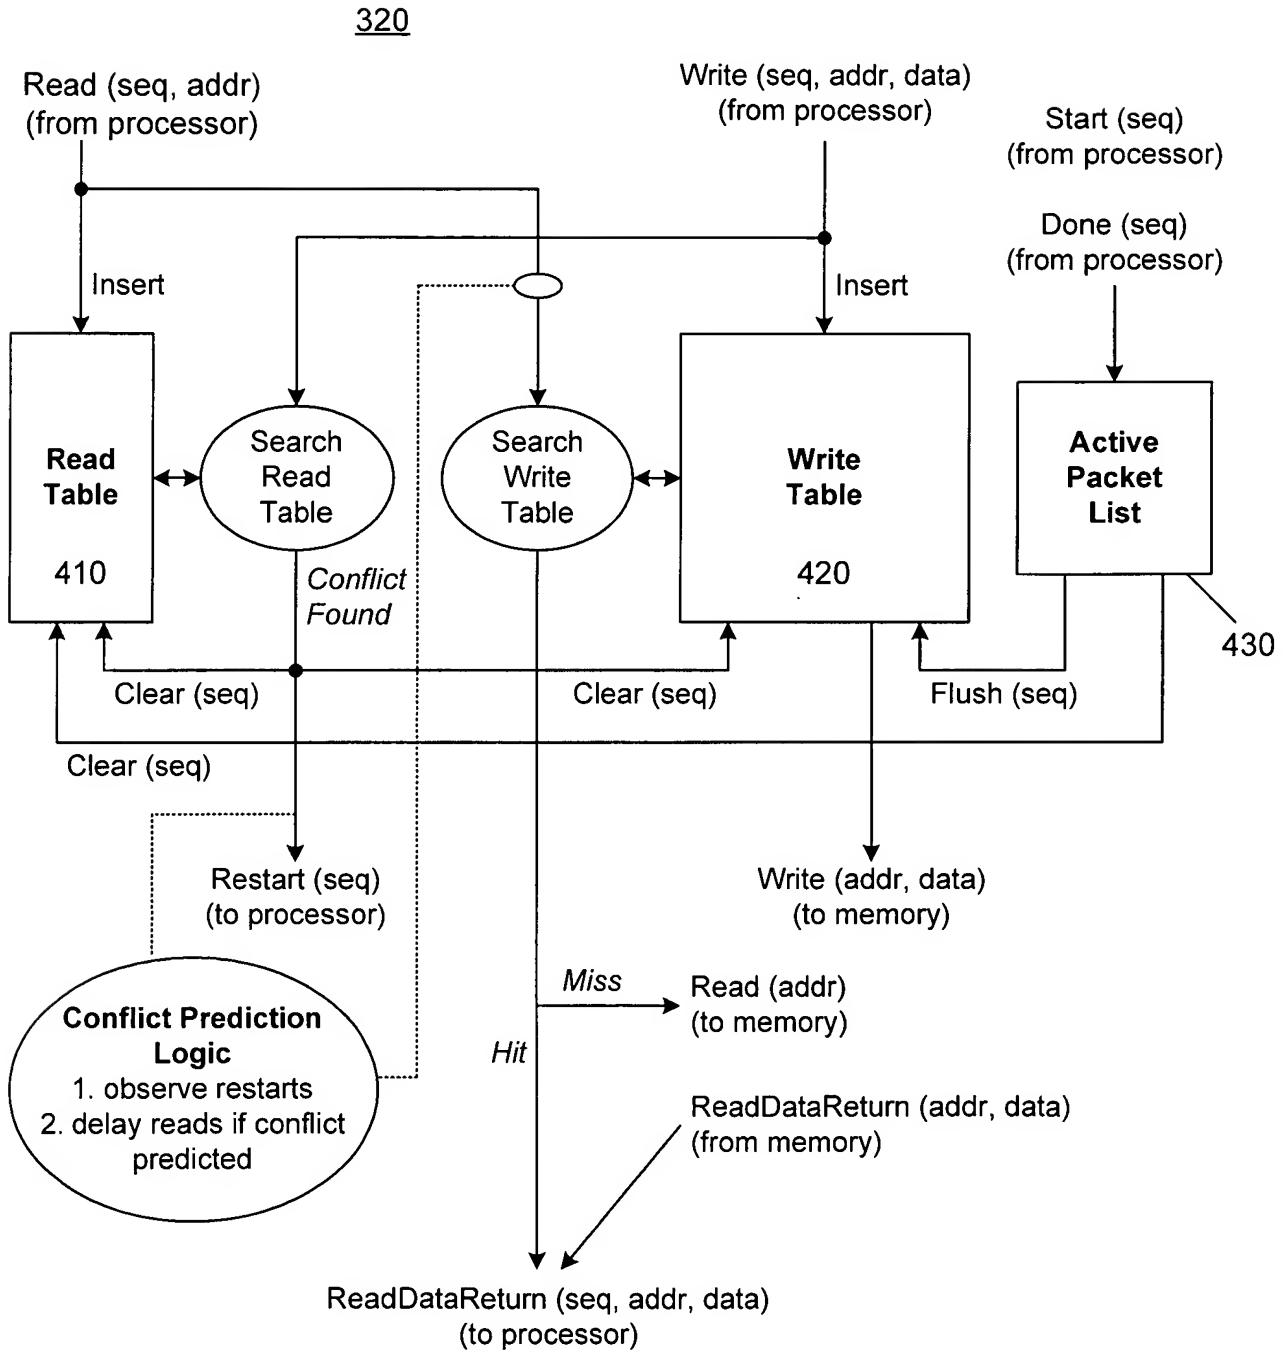 320
Read (seq, addr)
(from processor)
Write (seq, addr, data)
(from processor)
Start (seq)
(from processor)
Done (seq)
(from processor)
Insert
Insert
Read
Table
410
Search
Read
Table
Search
Write
Table
Write
Table
420
Active
Packet
List
430
Conflict
Found
Clear (seq)
Clear (seq)
Flush (seq)
Clear (seq)
Restart (seq)
(to processor)
Write (addr, data)
(to memory)
Conflict Prediction
Logic
1. observe restarts
2. delay reads if conflict
predicted
Miss
Read (addr)
(to memory)
Hit
ReadDataReturn (addr, data)
(from memory)
ReadDataReturn (seq, addr, data)
(to processor)